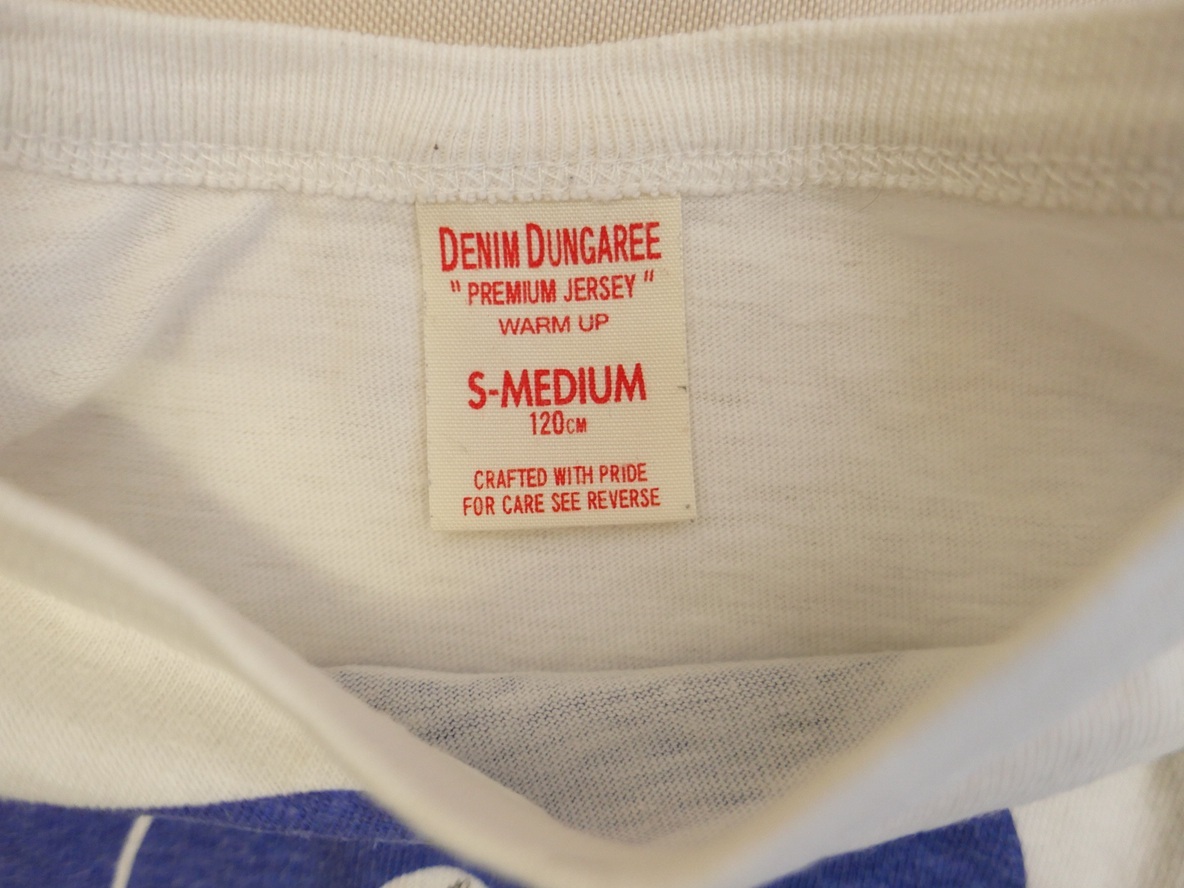 DENIM DUNGAREE
" PREMIUM JERSEY "
WARM UP
S-MEDIUM
120CM
CRAFTED WITH PRIDE
FOR CARE SEE REVERSE